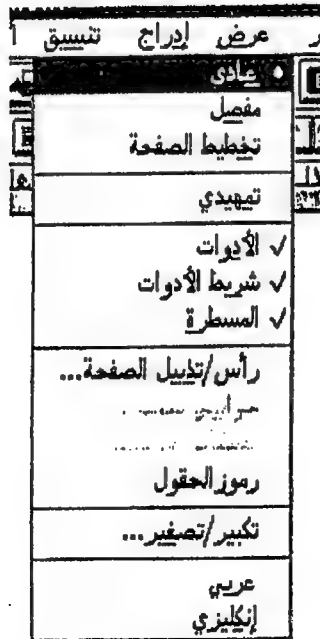 عرض إدراج تنسيق
عادي
مفصل
تخطيط الصفحة
تمهيدي
الأدوات
شريط الأدوات
المسطرة
رأس/تذييل الصفحة...
رموز الحقول
تكبير/تصغير...
عربي
إنكليزي